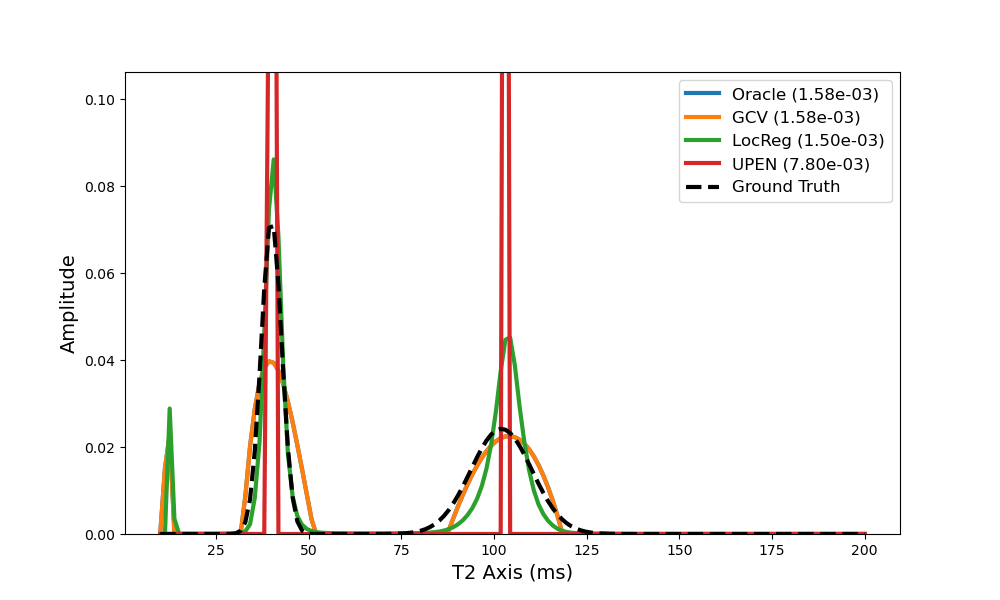 Oracle (1.58e-03)
GCV (1.58e-03)
LocReg (1.50e-03)
UPEN (7.80e-03)
Ground Truth
Amplitude
0.10
0.08
0.06
0.04
0.02
0.00
25 50 75 100 125 150 175 200
T2 Axis (ms)